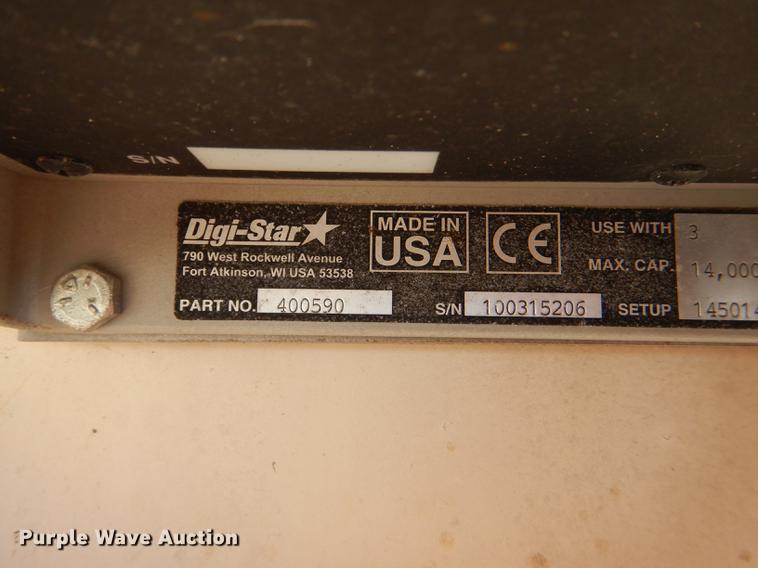 S/N
Digi-Star
790 West Rockwell Avenue
Fort Atkinson, WI USA 53538
MADE IN
USA
CE
USE WITH 3
MAX. CAP. 14,000
PART NO. 400590
S/N 100315206
SETUP 145014
Purple Wave Auction